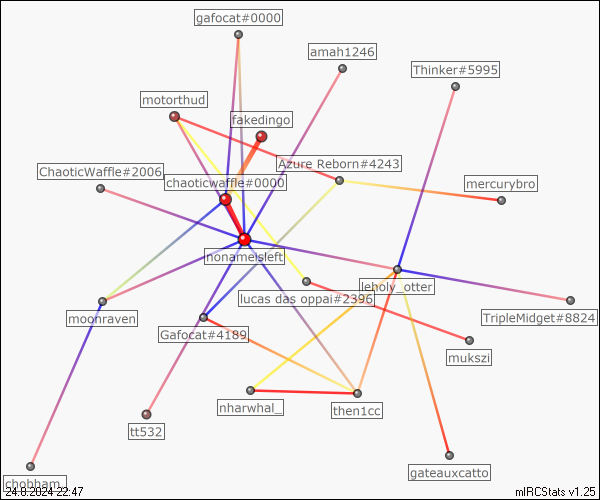 gafocat#0000
amah1246
Thinker#5995
motorthud
fakedingo
Azure Reborn#4243
ChaoticWaffle#2006
chaoticwaffle#0000
mercurybro
nonameisleft
leholy_otter
lucas das oppai#2396
moonraven
TripleMidget#8824
Gafocat#4189
mukszi
nharwhal_
then1cc
tt532
gateauxcatto
chobham_
24.8.2024 22:47
mIRCStats v1.25